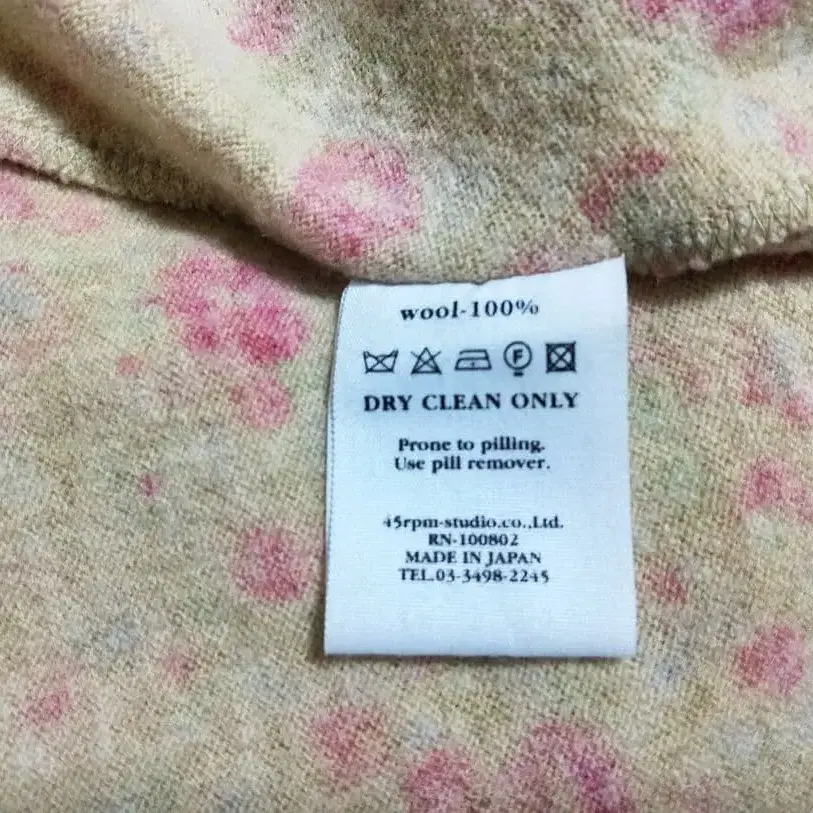 wool-100%
F
DRY CLEAN ONLY
Prone to pilling.
Use pill remover.
45rpm-studio.co.,Ltd.
RN-100802
MADE IN JAPAN
TEL.03-3498-2245